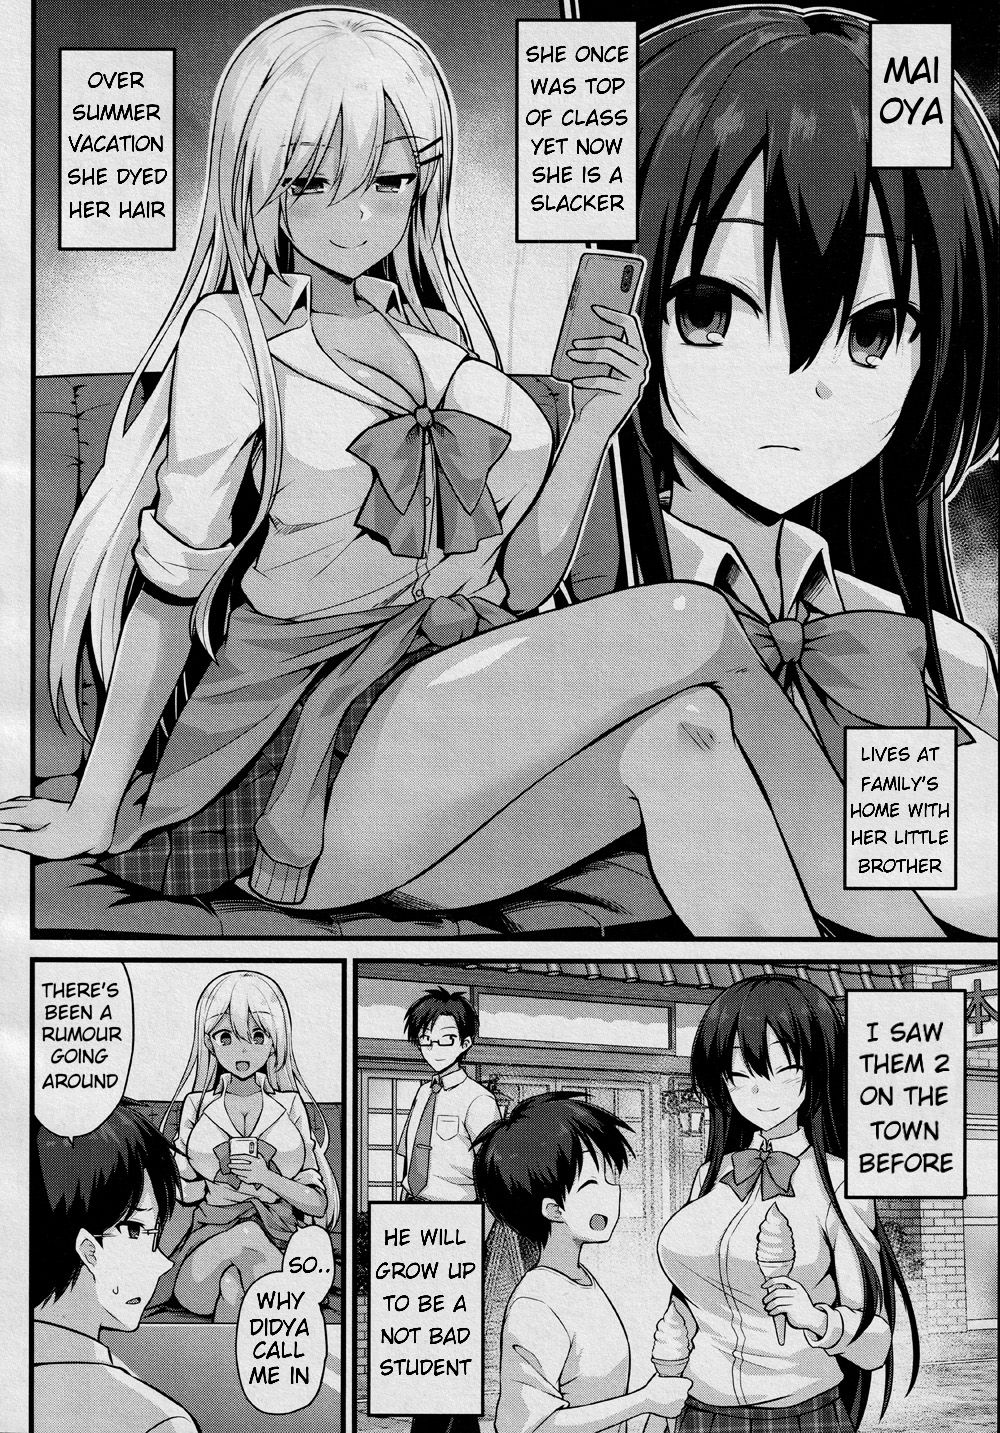 MAI
OYA
SHE ONCE
WAS TOP
OF CLASS
YET NOW
SHE IS A
SLACKER
OVER
SUMMER
VACATION
SHE DYED
HER HAIR
LIVES AT
FAMILY'S
HOME WITH
HER LITTLE
BROTHER
本
I SAW
THEM 2
ON THE
TOWN
BEFORE
HE WILL
GROW UP
TO BE A
NOT BAD
STUDENT
THERE'S
BEEN A
RUMOUR
GOING
AROUND
SO..
WHY
DIDYA
CALL
ME IN